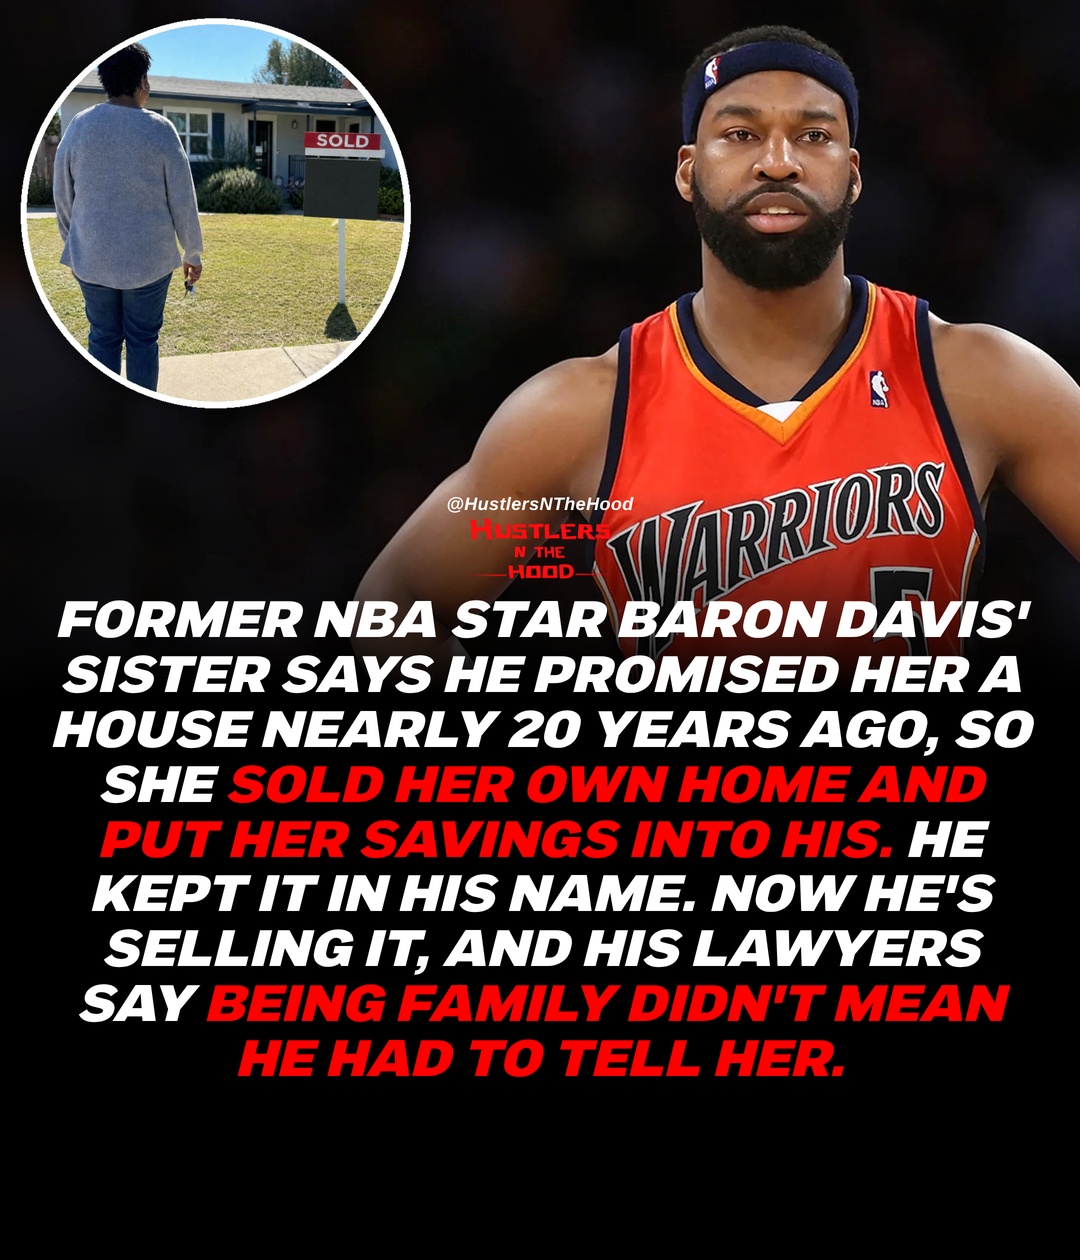 SOLD
@HustlersNTheHood
HUSTLERS
N THE
HOOD
WARRIORS
5
FORMER NBA STAR BARON DAVIS'
SISTER SAYS HE PROMISED HER A
HOUSE NEARLY 20 YEARS AGO, SO
SHE SOLD HER OWN HOME AND
PUT HER SAVINGS INTO HIS. HE
KEPT IT IN HIS NAME. NOW HE'S
SELLING IT, AND HIS LAWYERS
SAY BEING FAMILY DIDN'T MEAN
HE HAD TO TELL HER.